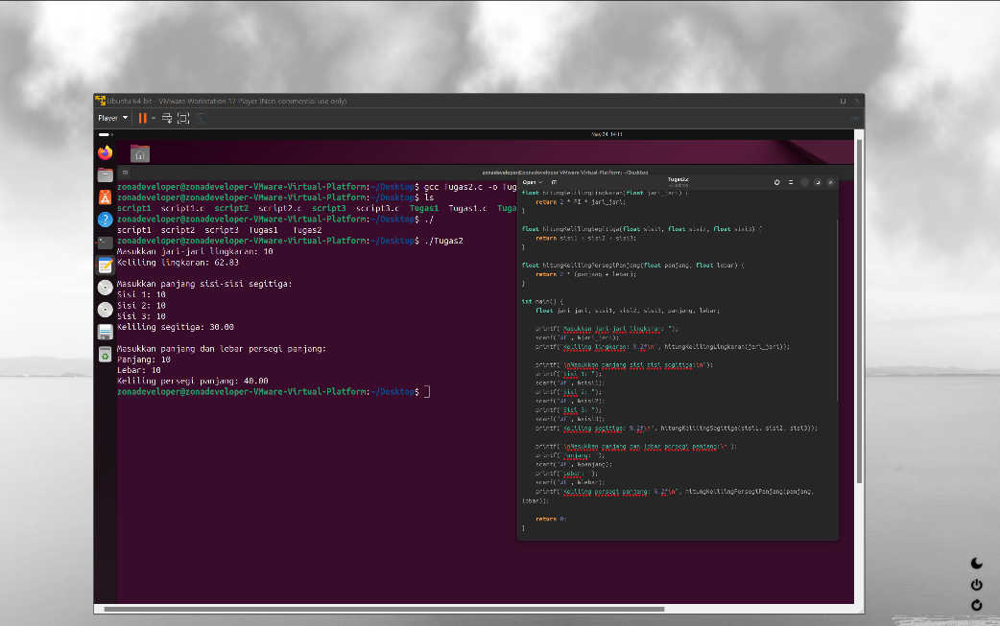 Ubuntu 64-bit - VMware Workstation 17 Player (Non-commercial use only)
Player
May 24 14:11
zonadeveloper@zonadeveloper-VMware-Virtual-Platform: ~/Desktop
zonadeveloper@zonadeveloper-VMware-Virtual-Platform:~/Desktop$ gcc Tugas2.c -o Tug
zonadeveloper@zonadeveloper-VMware-Virtual-Platform:~/Desktop$ ls
script1 script1.c script2 script2.c script3 script3.c Tugas1 Tugas1.c Tuga
zonadeveloper@zonadeveloper-VMware-Virtual-Platform:~/Desktop$ ./
script1 script2 script3 Tugas1 Tugas2
zonadeveloper@zonadeveloper-VMware-Virtual-Platform:~/Desktop$ ./Tugas2
Masukkan jari-jari lingkaran: 10
Keliling lingkaran: 62.83
Masukkan panjang sisi-sisi segitiga:
Sisi 1: 10
Sisi 2: 10
Sisi 3: 10
Keliling segitiga: 30.00
Masukkan panjang dan lebar persegi panjang:
Panjang: 10
Lebar: 10
Keliling persegi panjang: 40.00
zonadeveloper@zonadeveloper-VMware-Virtual-Platform:~/Desktop$
Open
Tugas2.c
~/Desktop
float hitungKelilingLingkaran(float jari_jari) {
return 2 * PI * jari_jari;
}
float hitungKelilingSegitiga(float sisi1, float sisi2, float sisi3) {
return sisi1 + sisi2 + sisi3;
}
float hitungKelilingPersegiPanjang(float panjang, float lebar) {
return 2 * (panjang + lebar);
}
int main() {
float jari_jari, sisi1, sisi2, sisi3, panjang, lebar;
printf("Masukkan jari-jari lingkaran: ");
scanf("%f", &jari_jari);
printf("Keliling lingkaran: %.2f\n", hitungKelilingLingkaran(jari_jari));
printf("\nMasukkan panjang sisi-sisi segitiga:\n");
printf("Sisi 1: ");
scanf("%f", &sisi1);
printf("Sisi 2: ");
scanf("%f", &sisi2);
printf("Sisi 3: ");
scanf("%f", &sisi3);
printf("Keliling segitiga: %.2f\n", hitungKelilingSegitiga(sisi1, sisi2, sisi3));
printf("\nMasukkan panjang dan lebar persegi panjang:\n");
printf("Panjang: ");
scanf("%f", &panjang);
printf("Lebar: ");
scanf("%f", &lebar);
printf("Keliling persegi panjang: %.2f\n", hitungKelilingPersegiPanjang(panjang,
lebar));
return 0;
}